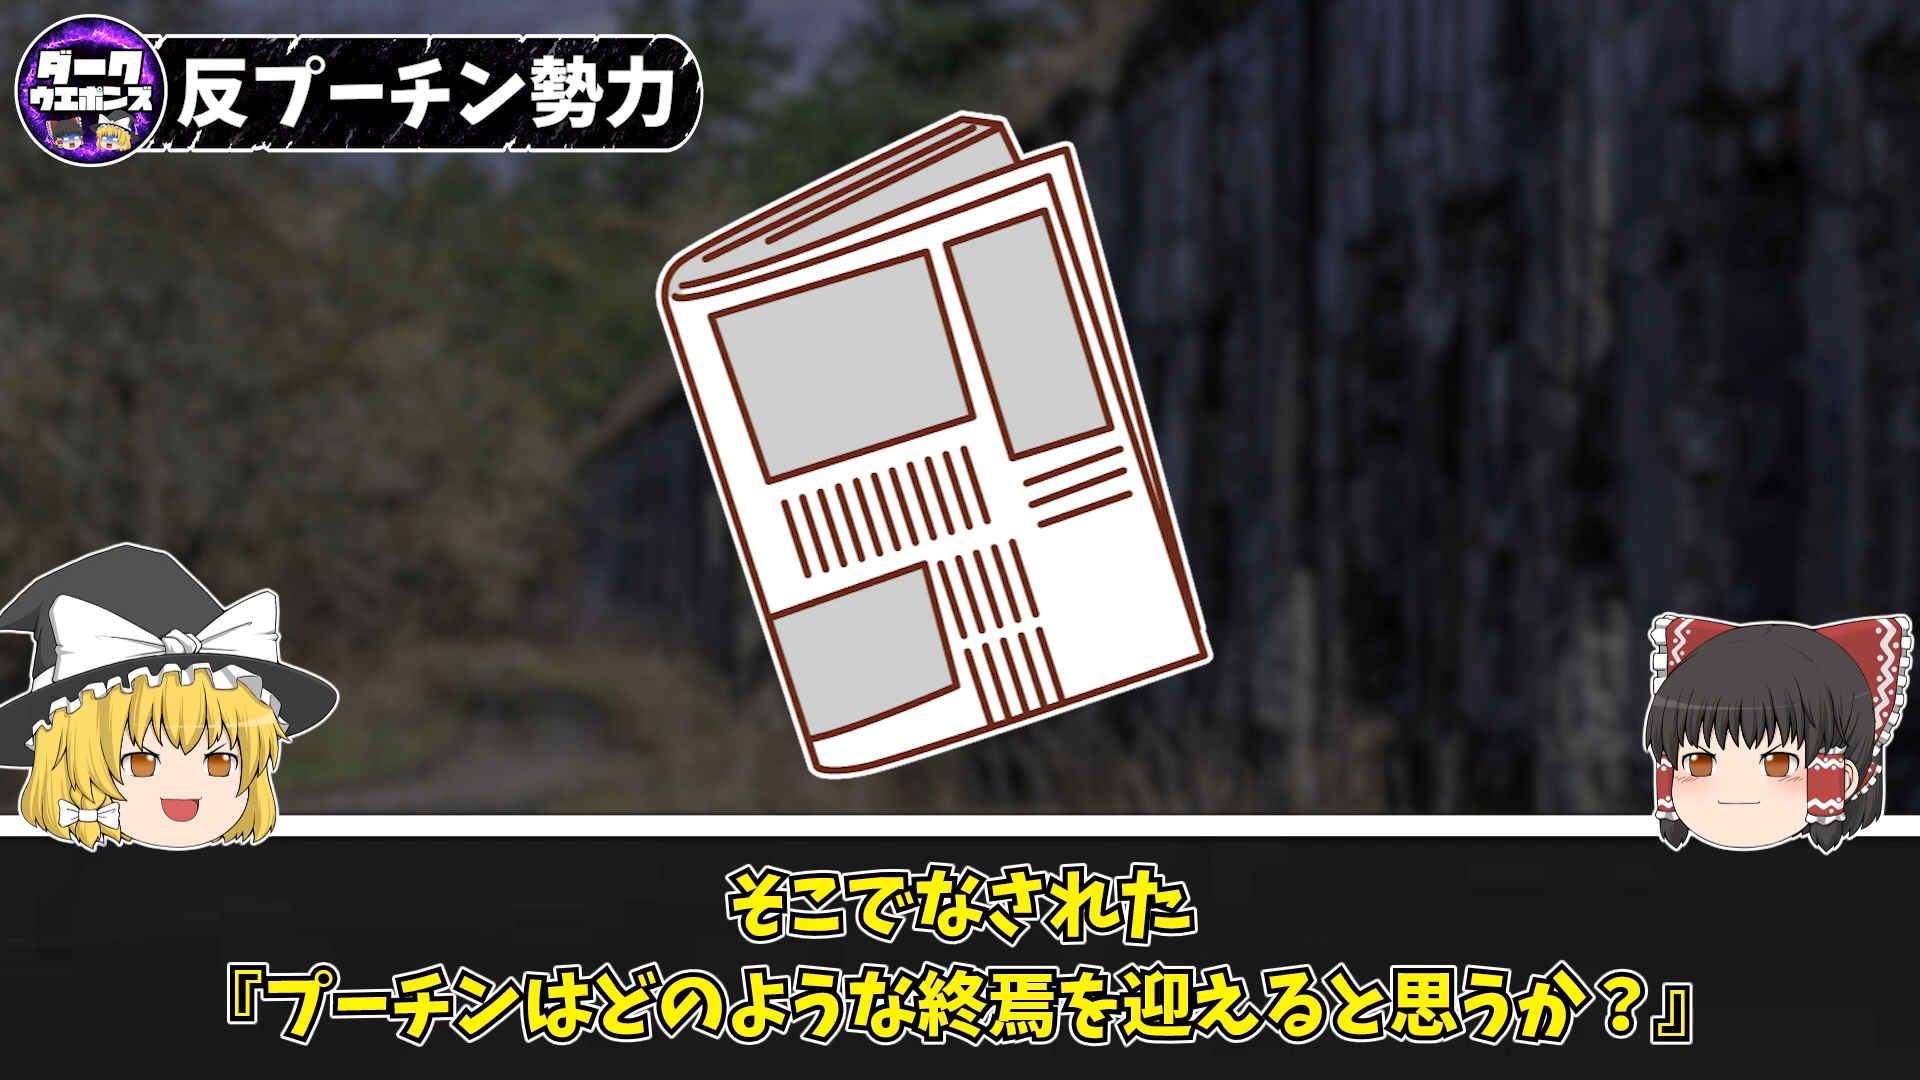 ダーク
ウエポンズ
反プーチン勢力
そこでなされた
『プーチンはどのような終焉を迎えると思うか？』